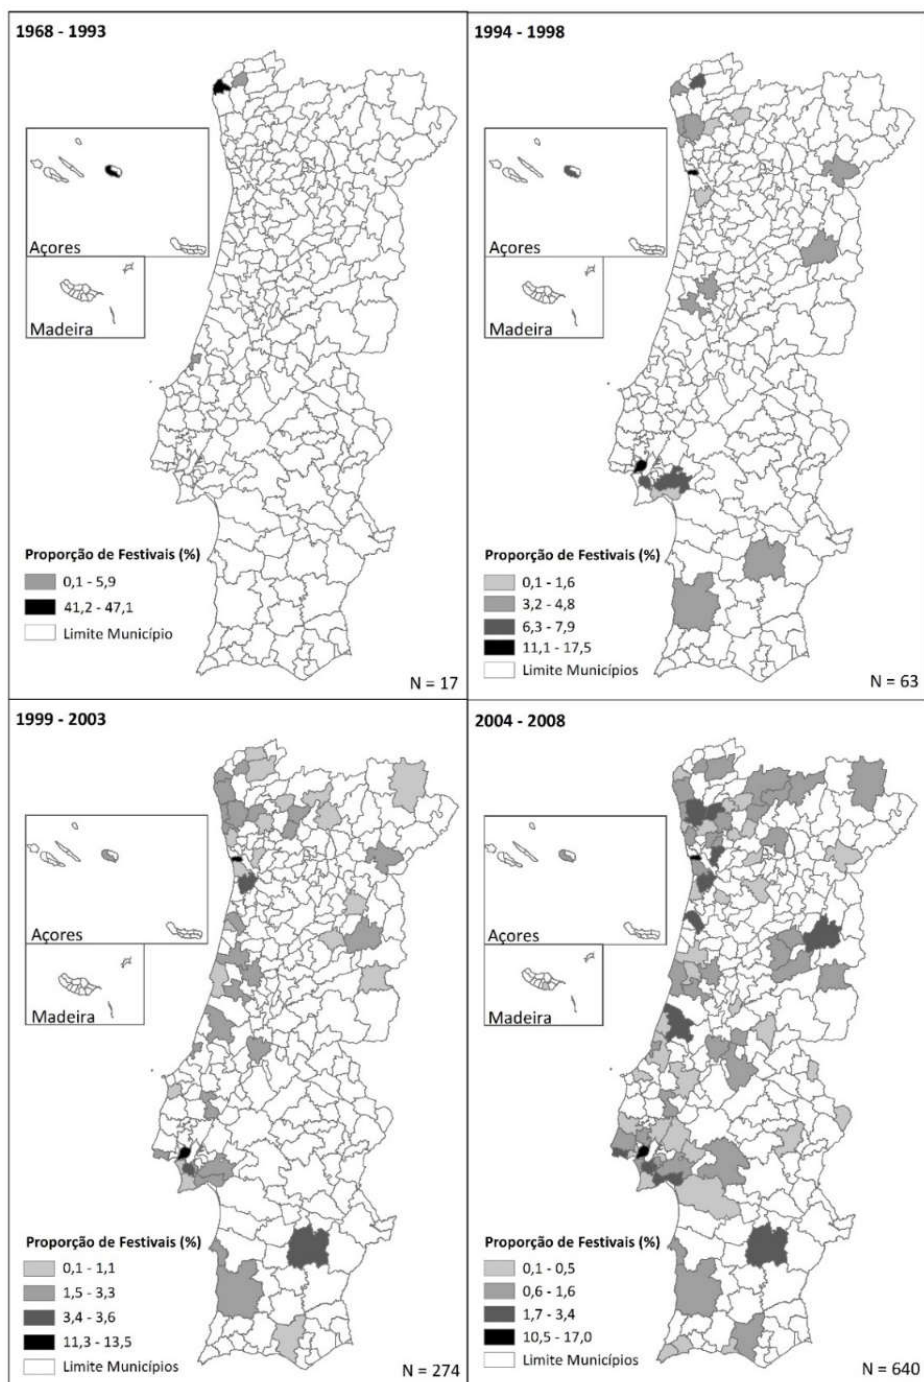 1968 - 1993
Açores
Madeira
Proporção de Festivais (%)
0,1 - 5,9
41,2 - 47,1
Limite Município
N = 17
1994 - 1998
Açores
Madeira
Proporção de Festivais (%)
0,1 - 1,6
3,2 - 4,8
6,3 - 7,9
11,1 - 17,5
Limite Municípios
N = 63
1999 - 2003
Açores
Madeira
Proporção de Festivais (%)
0,1 - 1,1
1,5 - 3,3
3,4 - 3,6
11,3 - 13,5
Limite Municípios
N = 274
2004 - 2008
Açores
Madeira
Proporção de Festivais (%)
0,1 - 0,5
0,6 - 1,6
1,7 - 3,4
10,5 - 17,0
Limite Municípios
N = 640